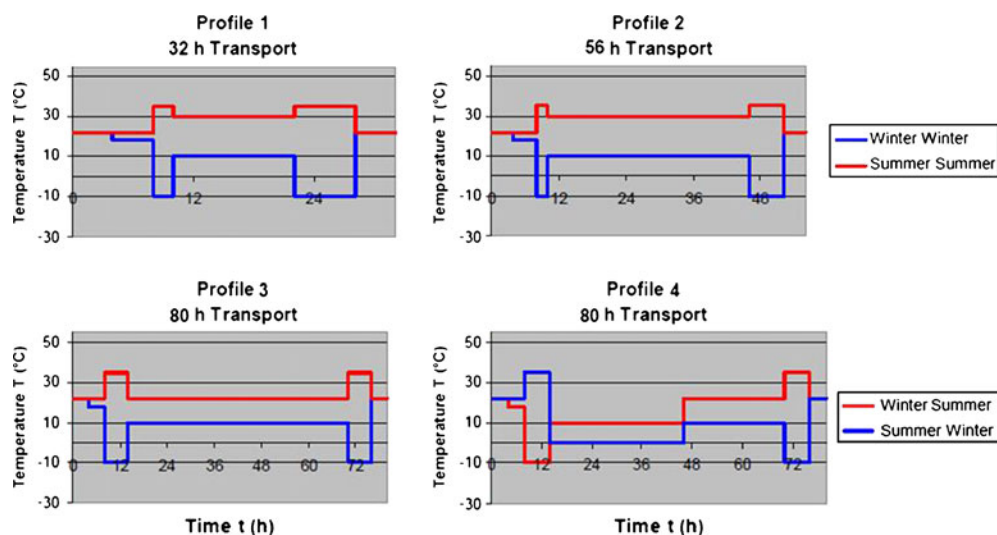 Profile 1
32 h Transport
Temperature T (°C)
50
30
10
-10
-30
0
12
24
Profile 2
56 h Transport
Temperature T (°C)
50
30
10
-10
-30
0
12
24
36
48
Winter Winter
Summer Summer
Profile 3
80 h Transport
Temperature T (°C)
50
30
10
-10
-30
0
12
24
36
48
60
72
Time t (h)
Profile 4
80 h Transport
Temperature T (°C)
50
30
10
-10
-30
0
12
24
36
48
60
72
Time t (h)
Winter Summer
Summer Winter